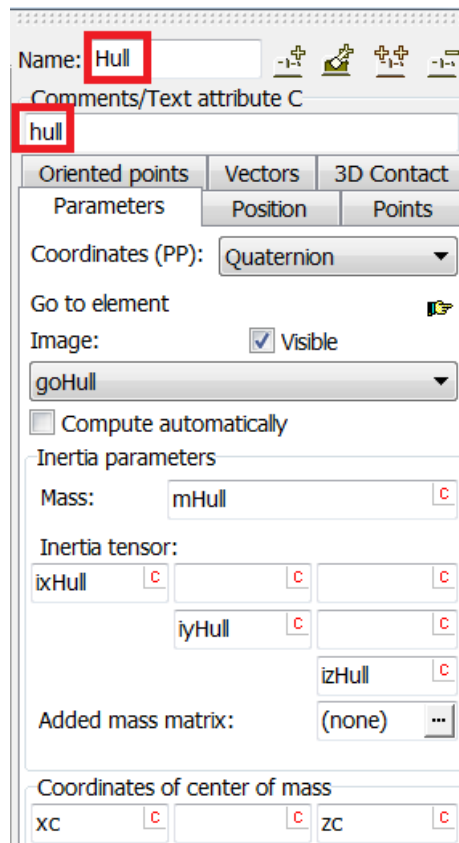 Name: Hull
Comments/Text attribute C
hull
Oriented points Vectors 3D Contact
Parameters Position Points
Coordinates (PP): Quaternion
Go to element
Image: Visible
goHull
Compute automatically
Inertia parameters
Mass: mHull C
Inertia tensor:
ixHull C C C
iyHull C C
izHull C
Added mass matrix: (none) ...
Coordinates of center of mass
xc C C zc C